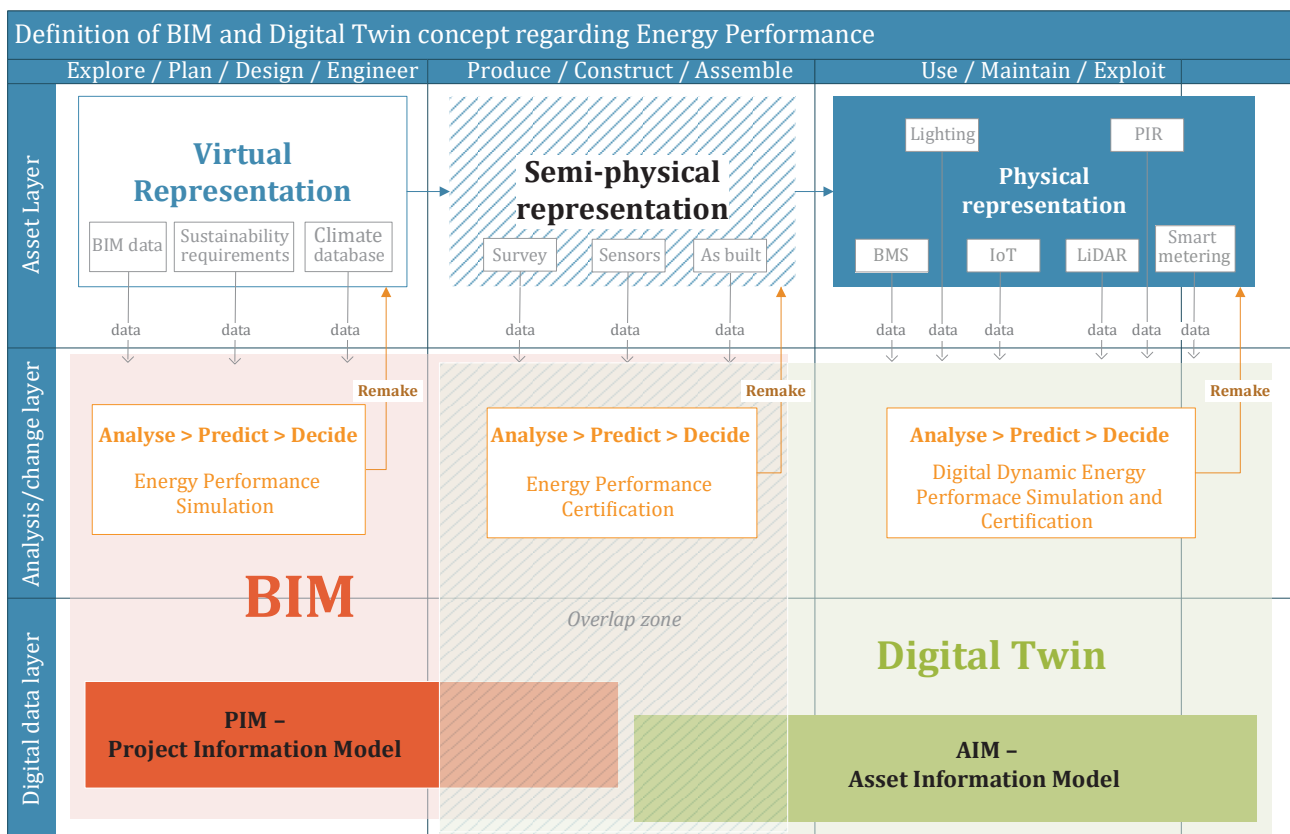 Definition of BIM and Digital Twin concept regarding Energy Performance
Explore / Plan / Design / Engineer
Produce / Construct / Assemble
Use / Maintain / Exploit
Asset Layer
Virtual
Representation
BIM data
Sustainability
requirements
Climate
database
Semi-physical
representation
Survey
Sensors
As built
Lighting
PIR
Physical
representation
BMS
IoT
LiDAR
Smart
metering
data
data
data
data
data
data
data
data
data
data
data
data
Analysis/change layer
Remake
Remake
Remake
Analyse > Predict > Decide
Energy Performance
Simulation
Analyse > Predict > Decide
Energy Performance
Certification
Analyse > Predict > Decide
Digital Dynamic Energy
Performace Simulation and
Certification
BIM
Digital data layer
Overlap zone
Digital Twin
PIM –
Project Information Model
AIM –
Asset Information Model